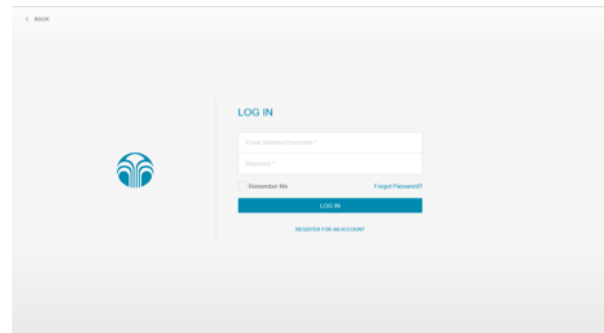 BACK
LOG IN
Email Address/Username *
Password *
Remember Me
Forgot Password?
LOG IN
REGISTER FOR AN ACCOUNT